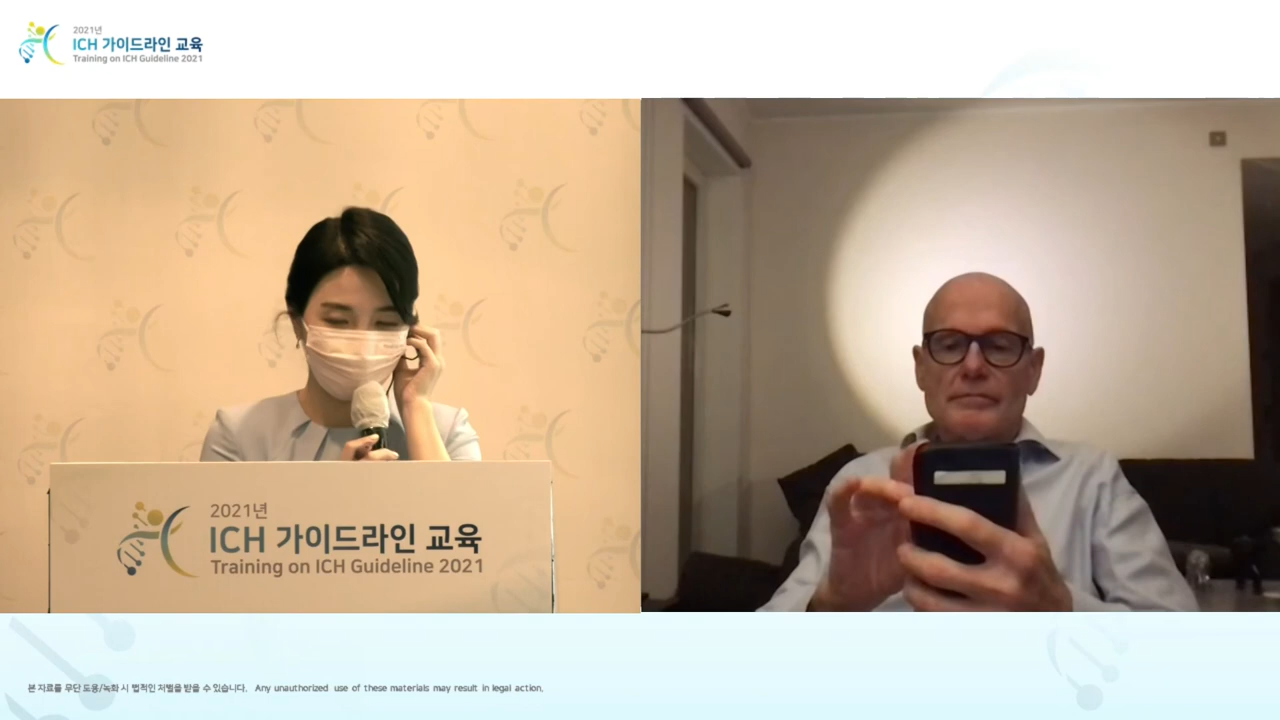 2021년
ICH 가이드라인 교육
Training on ICH Guideline 2021
2021년
ICH 가이드라인 교육
Training on ICH Guideline 2021
본 자료를 무단 도용/녹화 시 법적인 처벌을 받을 수 있습니다. Any unauthorized use of these materials may result in legal action.